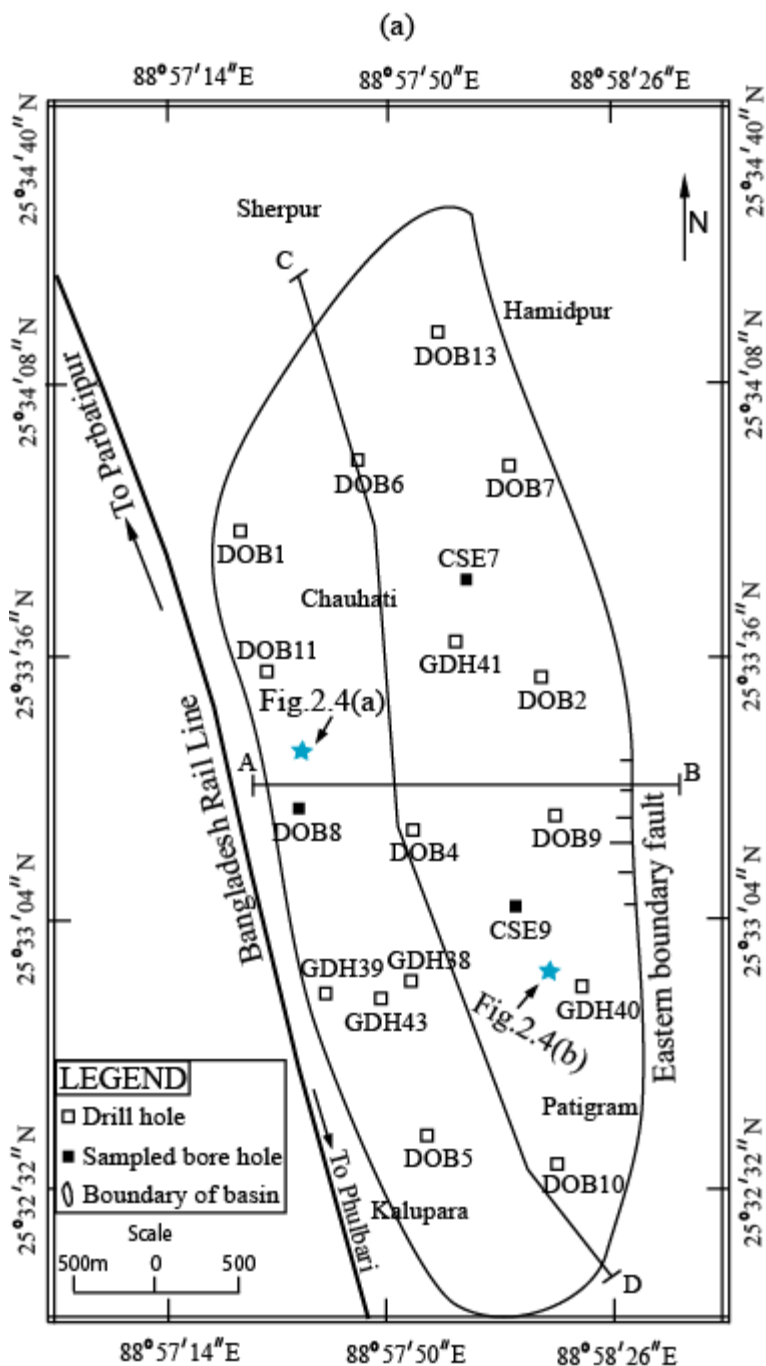 (a)
88°57'14"E 88°57'50"E 88°58'26"E
25°34'40"N 25°34'40"N
Sherpur
C
N
Hamidpur
DOB13
25°34'08"N 25°34'08"N
To Parbatipur
DOB6
DOB7
DOB1
CSE7
Chauhati
25°33'36"N 25°33'36"N
GDH41
DOB11
DOB2
Fig.2.4(a)
A
B
Bangladesh Rail Line
DOB8
DOB4
DOB9
Eastern boundary fault
25°33'04"N 25°33'04"N
CSE9
GDH39
GDH38
GDH43
GDH40
Fig.2.4(b)
LEGEND
Drill hole
Sampled bore hole
Boundary of basin
Patigram
DOB5
DOB10
To Phulbari
Kalupara
25°32'32"N 25°32'32"N
Scale
500m 0 500
D
88°57'14"E 88°57'50"E 88°58'26"E